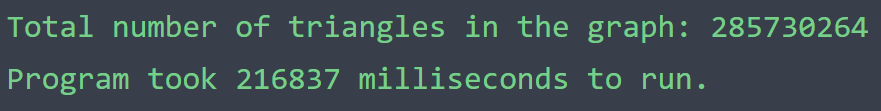 Total number of triangles in the graph: 285730264
Program took 216837 milliseconds to run.